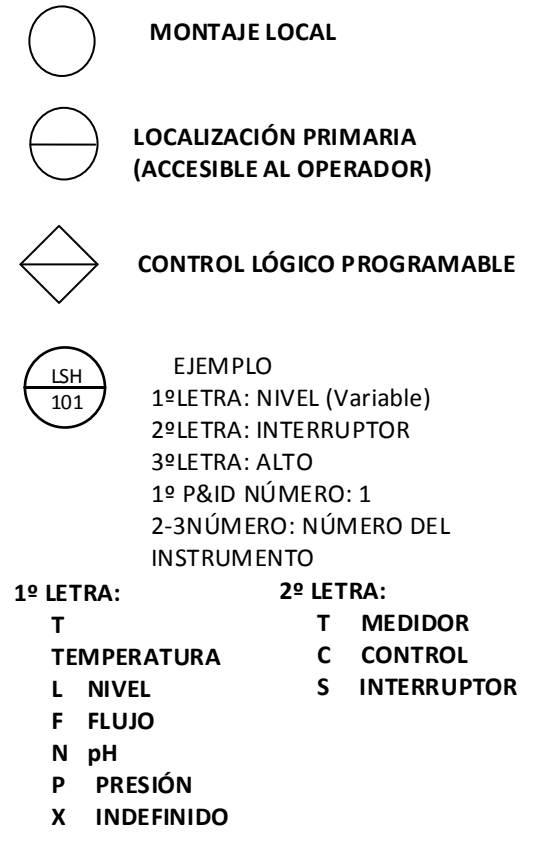 MONTAJE LOCAL
LOCALIZACIÓN PRIMARIA
(ACCESIBLE AL OPERADOR)
CONTROL LÓGICO PROGRAMABLE
LSH
101
EJEMPLO
1ºLETRA: NIVEL (Variable)
2ºLETRA: INTERRUPTOR
3ºLETRA: ALTO
1º P&ID NÚMERO: 1
2-3NÚMERO: NÚMERO DEL
INSTRUMENTO
1º LETRA:
T
TEMPERATURA
L NIVEL
F FLUJO
N pH
P PRESIÓN
X INDEFINIDO
2º LETRA:
T MEDIDOR
C CONTROL
S INTERRUPTOR